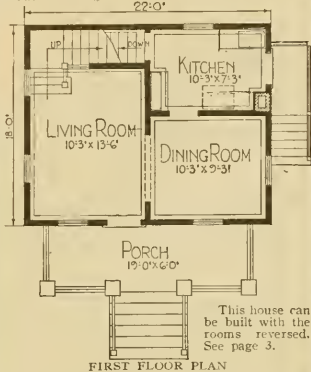 22'-0"
UP
DOWN
KITCHEN
10'-3"X7'-3"
18'-0"
LIVING ROOM
10'-3"X13'-6"
DINING ROOM
10'-3"X9'-3"
PORCH
19'-0"X6'-0"
This house can
be built with the
rooms reversed.
See page 3.
FIRST FLOOR PLAN